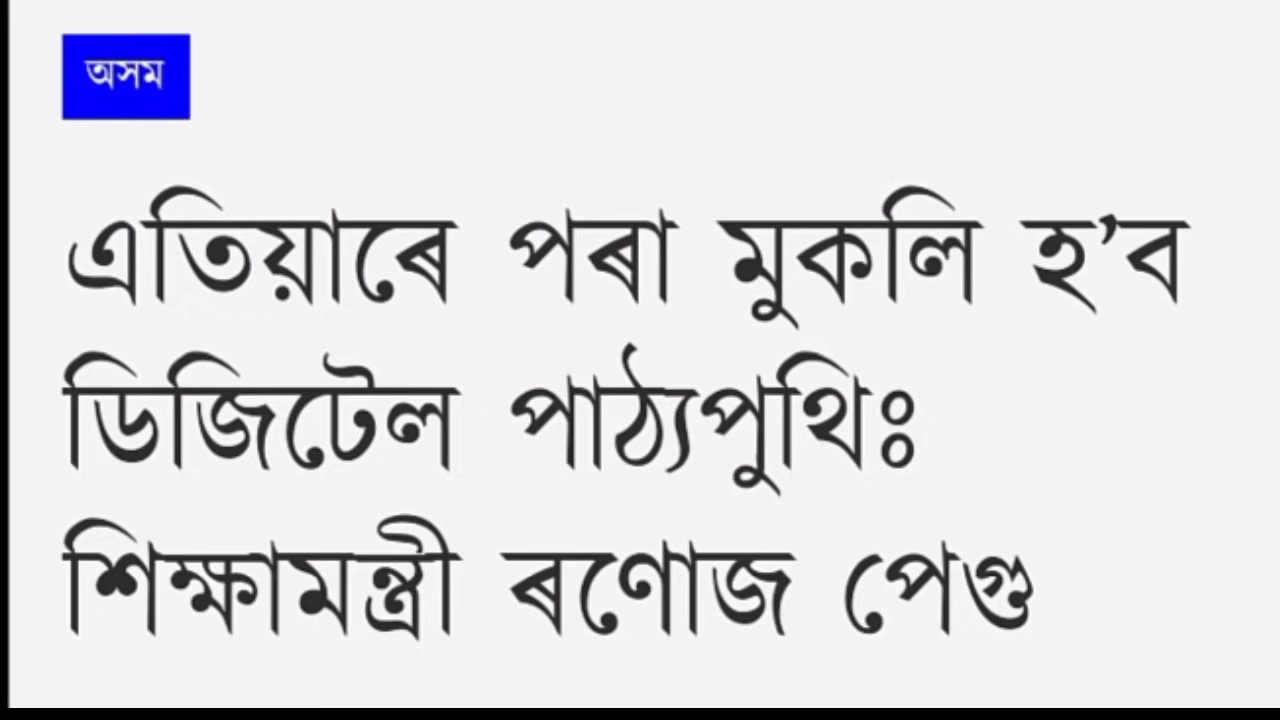 অসম
এতিয়াৰে পৰা মুকলি হ’ব
ডিজিটেল পাঠ্যপুথিঃ
শিক্ষামন্ত্ৰী ৰণোজ পেগু